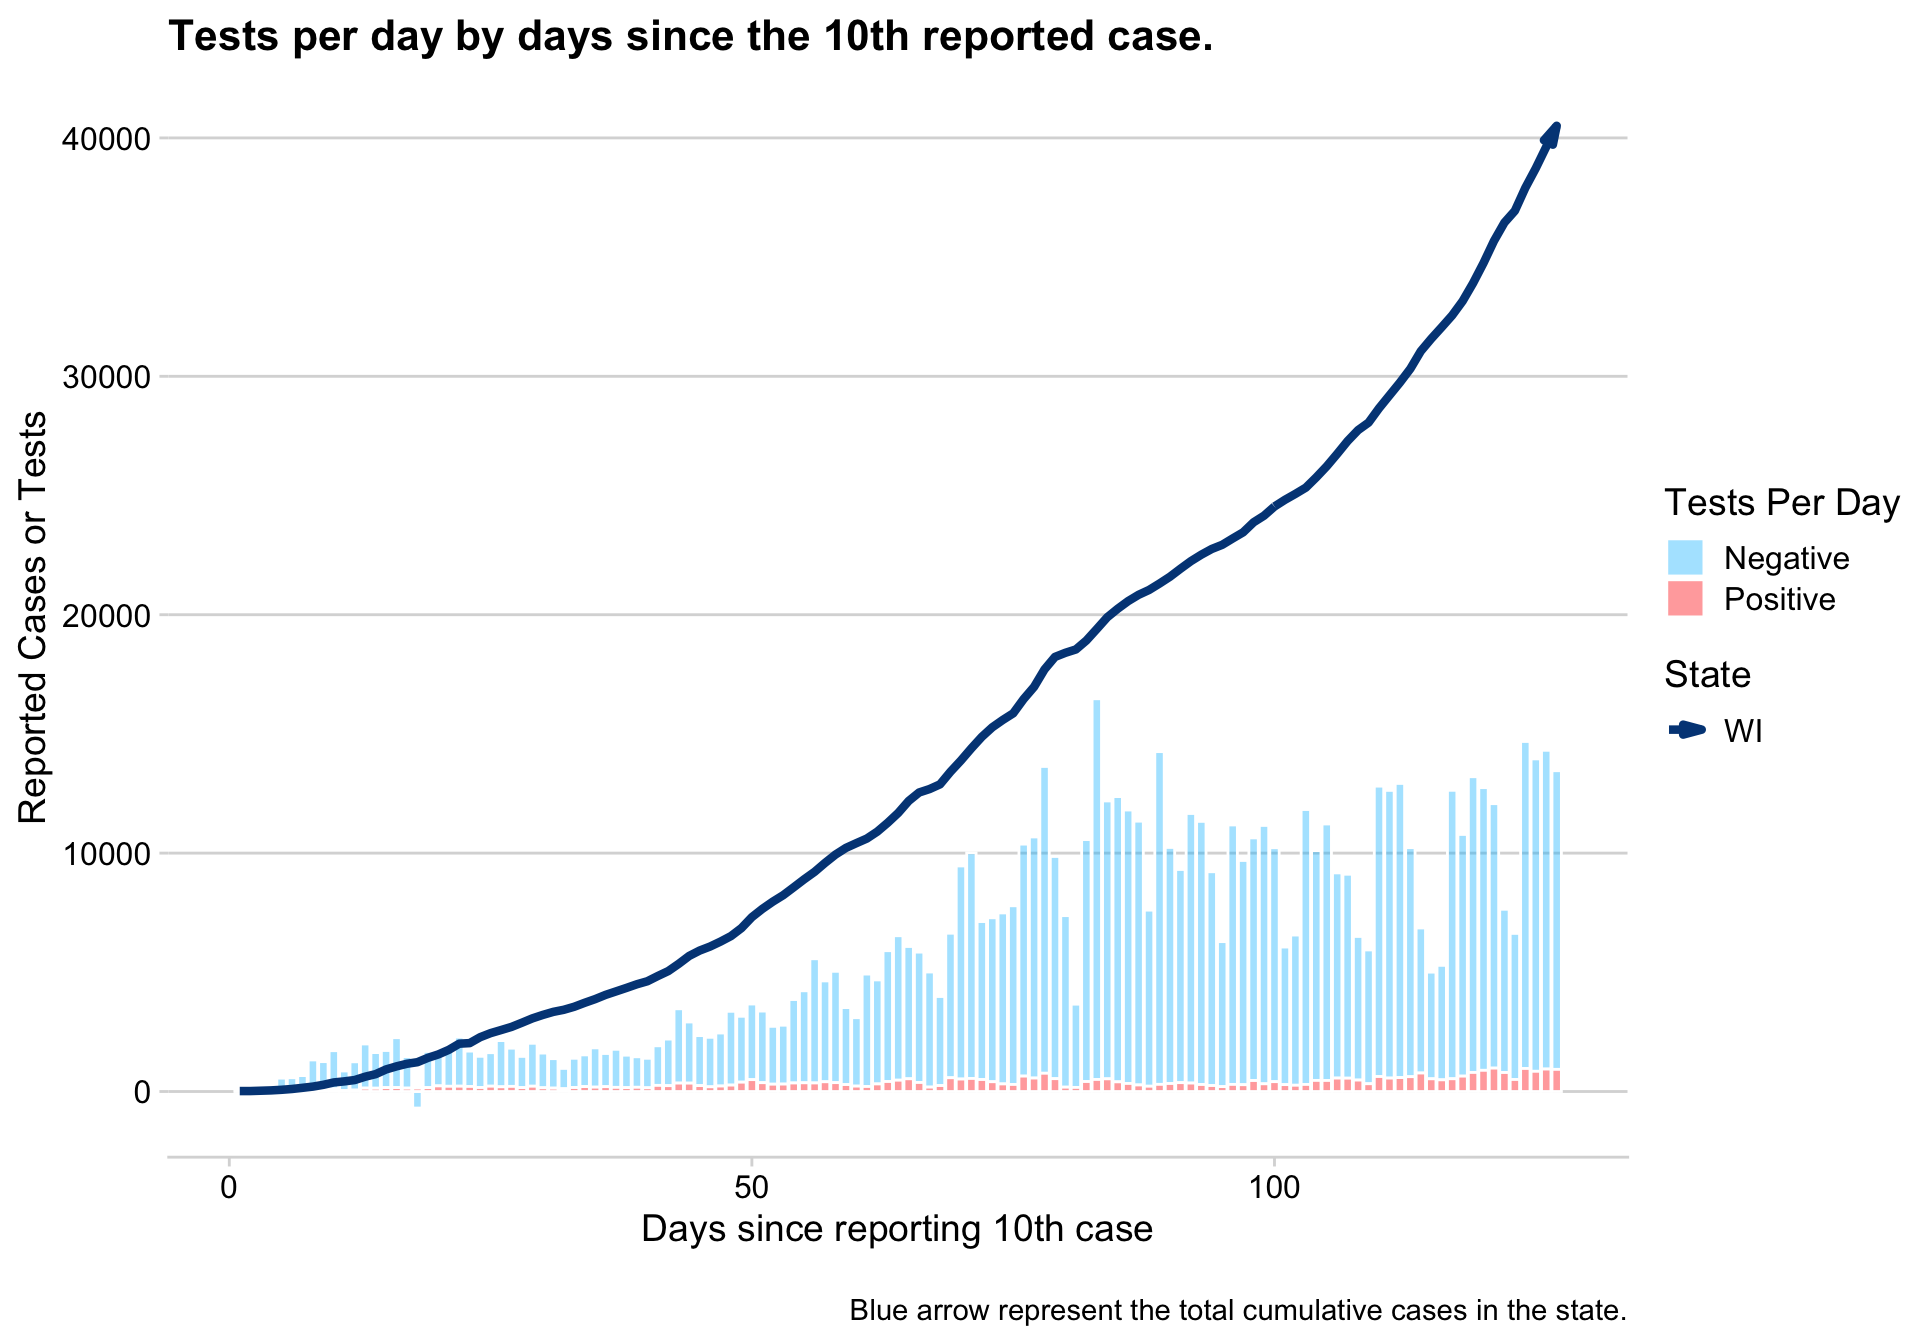 Tests per day by days since the 10th reported case.
40000
30000
20000
10000
0
Reported Cases or Tests
0
50
100
Days since reporting 10th case
Tests Per Day
Negative
Positive
State
WI
Blue arrow represent the total cumulative cases in the state.